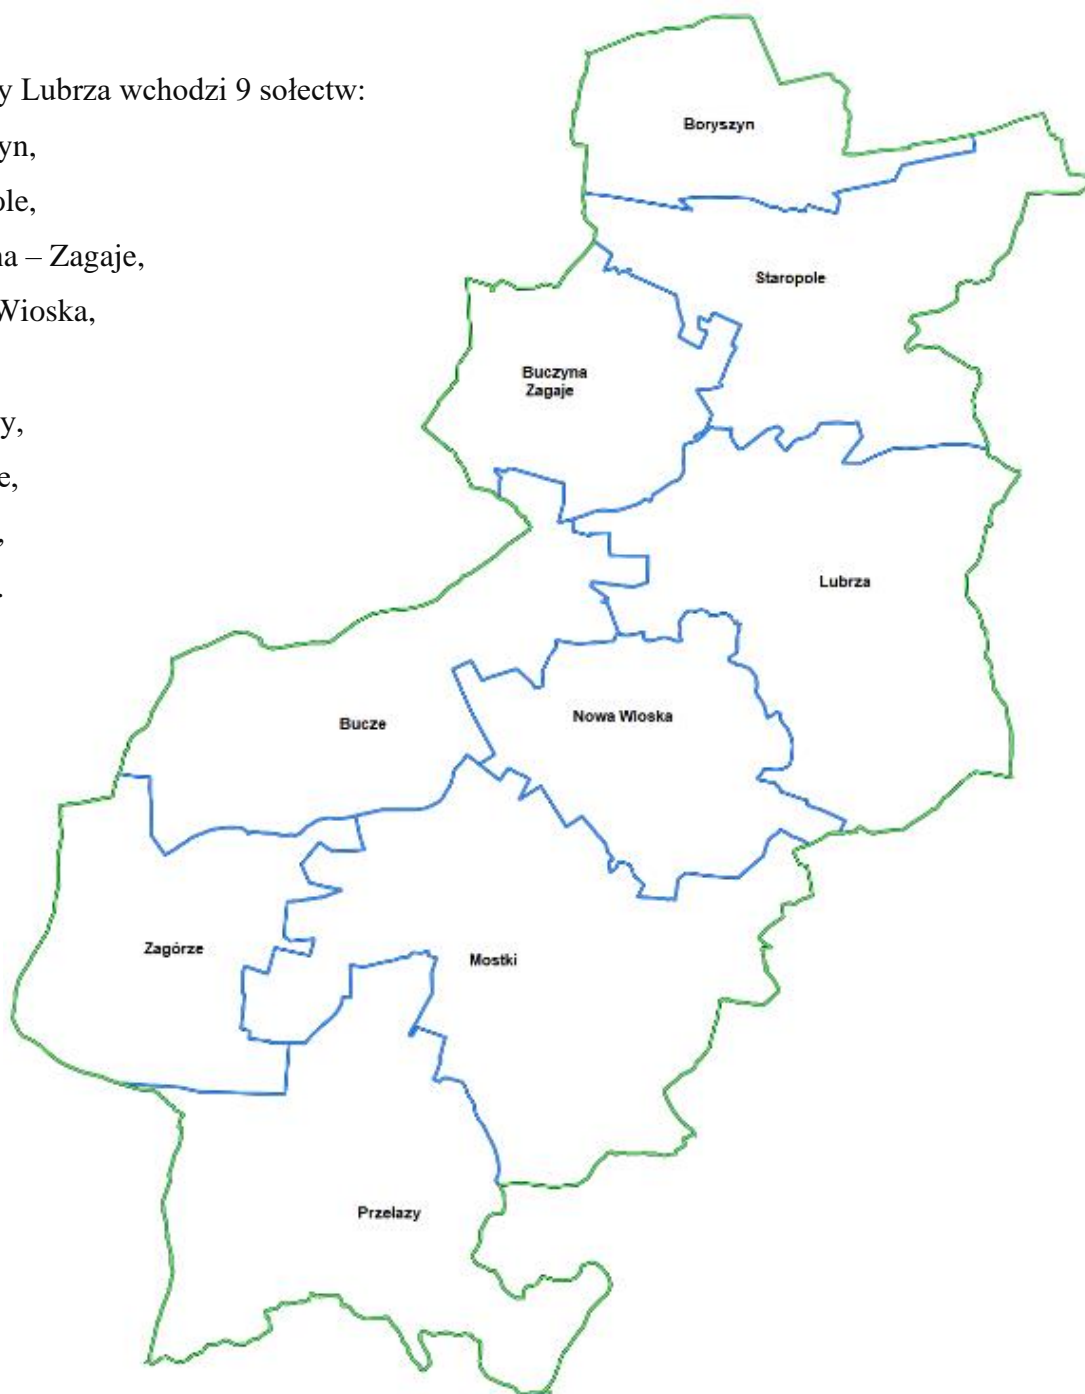 y Lubrza wchodzi 9 sołectw:
yn,
ole,
na – Zagaje,
Wioska,
y,
e,
,
.
Boryszyn
Staropole
Buczyna
Zagaje
Lubrza
Nowa Wioska
Bucze
Zagórze
Mostki
Przelazy